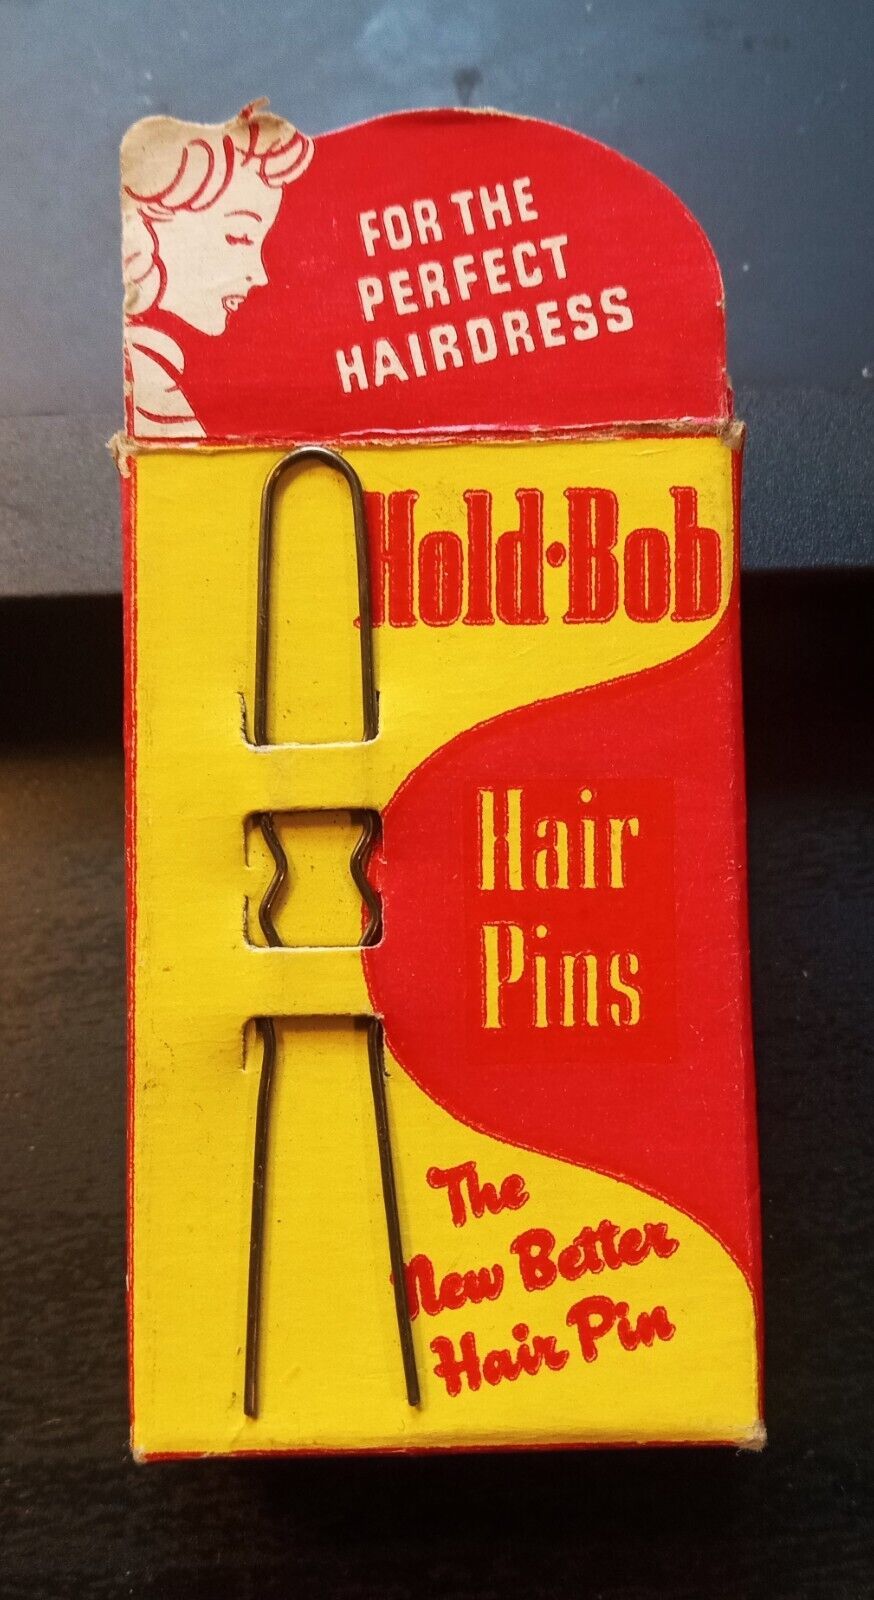 FOR THE
PERFECT
HAIRDRESS
Hold·Bob
Hair
Pins
The
New Better
Hair Pin